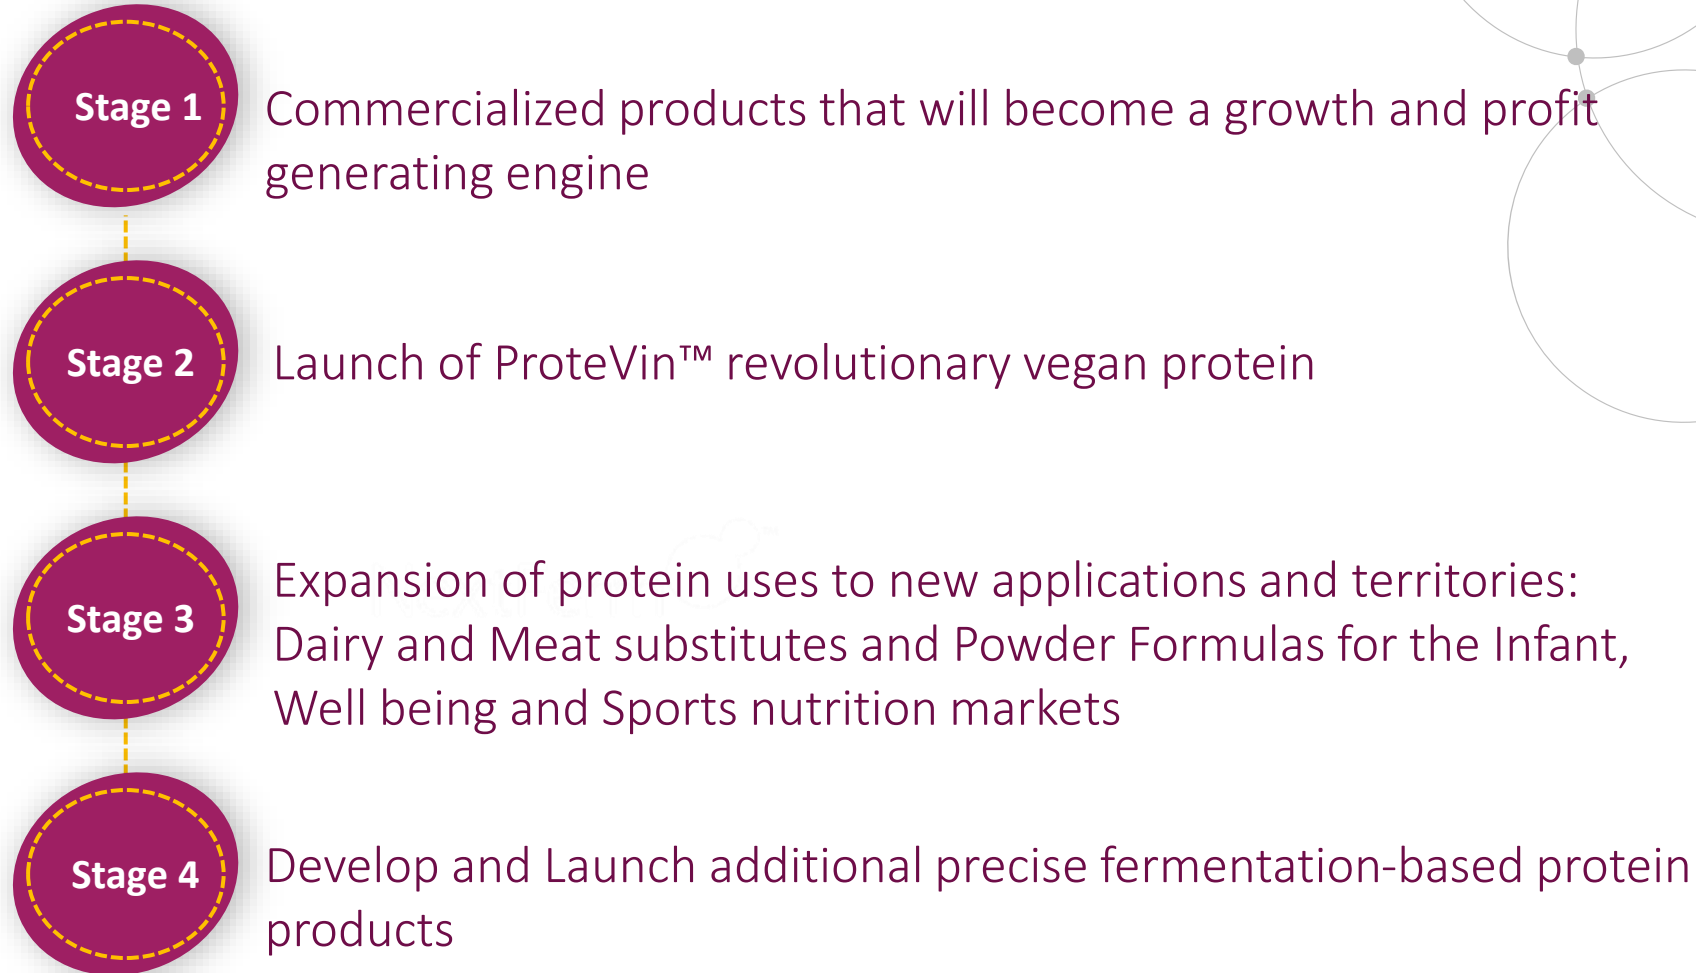 Stage 1
Commercialized products that will become a growth and profit
generating engine
Stage 2
Launch of ProteVin™ revolutionary vegan protein
Stage 3
Expansion of protein uses to new applications and territories:
Dairy and Meat substitutes and Powder Formulas for the Infant,
Well being and Sports nutrition markets
Stage 4
Develop and Launch additional precise fermentation-based protein
products